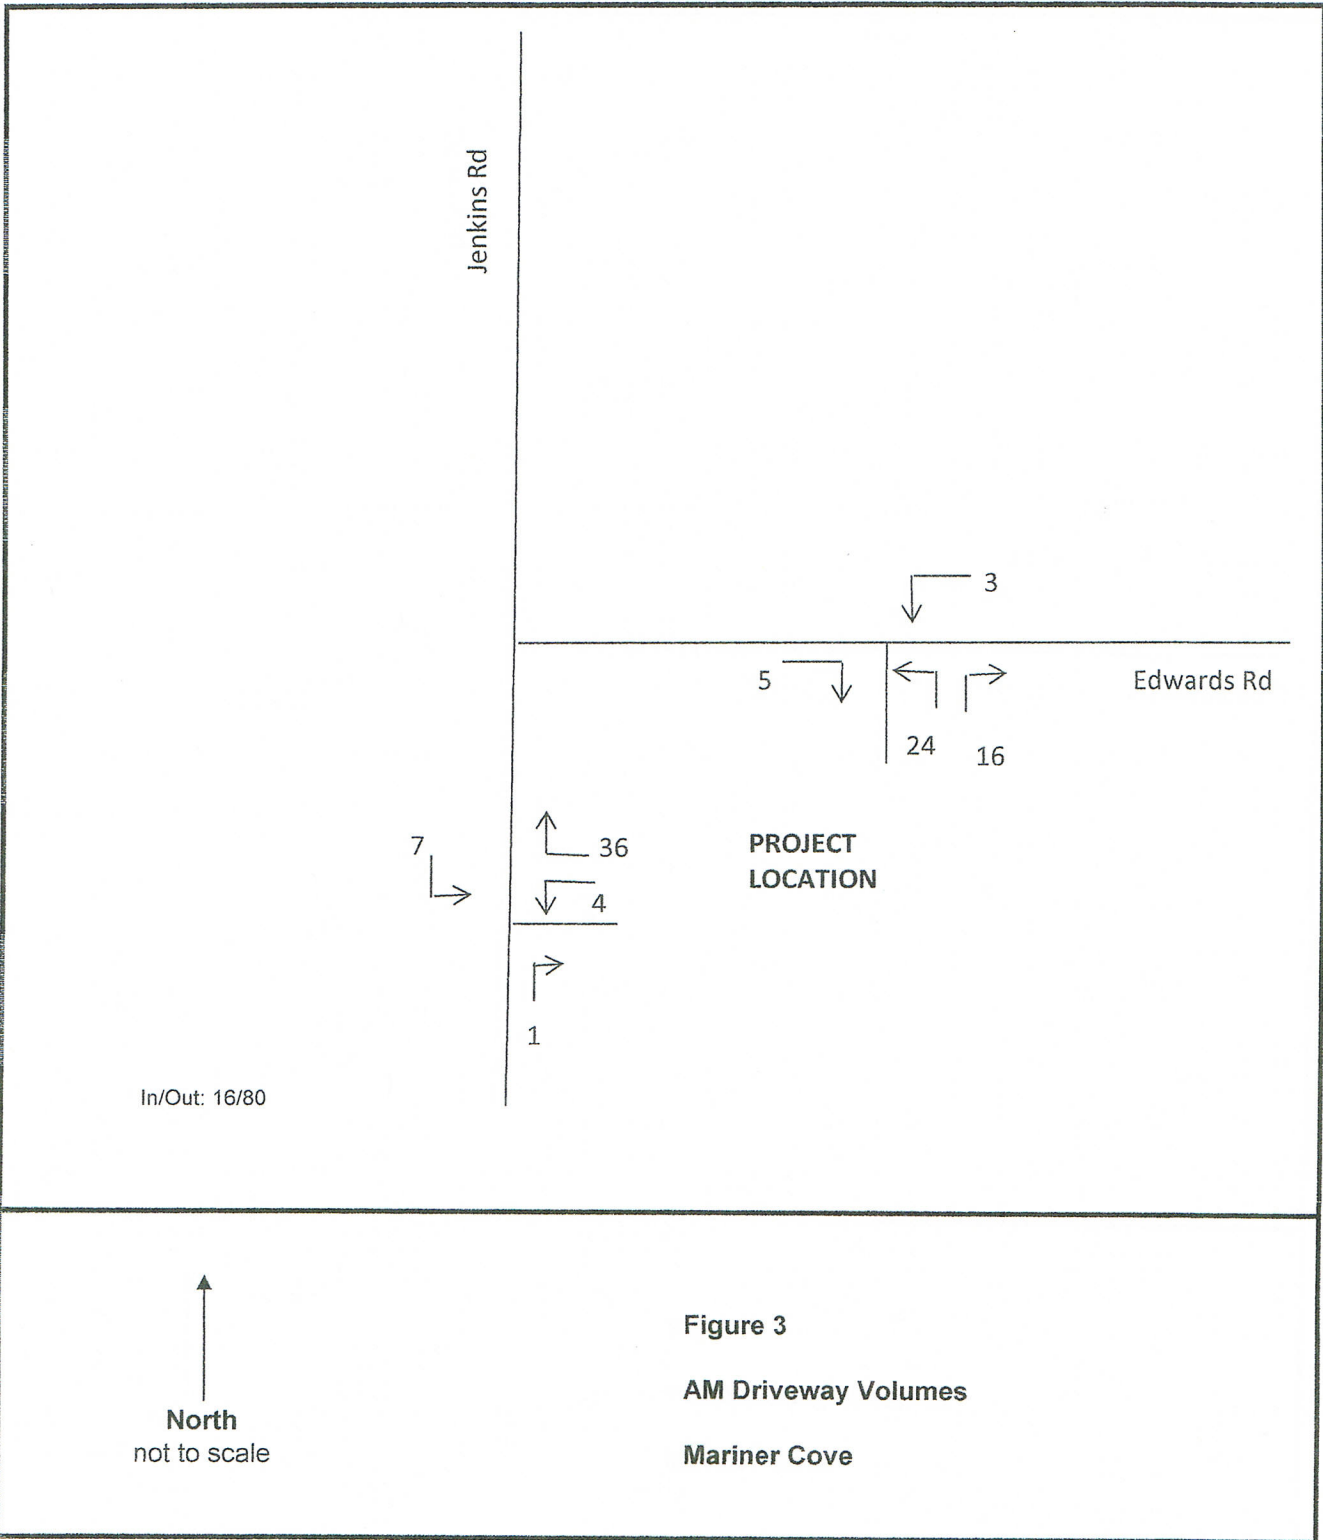 Jenkins Rd
3
5
Edwards Rd
24
16
7
36
PROJECT
LOCATION
4
1
In/Out: 16/80
North
not to scale
Figure 3
AM Driveway Volumes
Mariner Cove